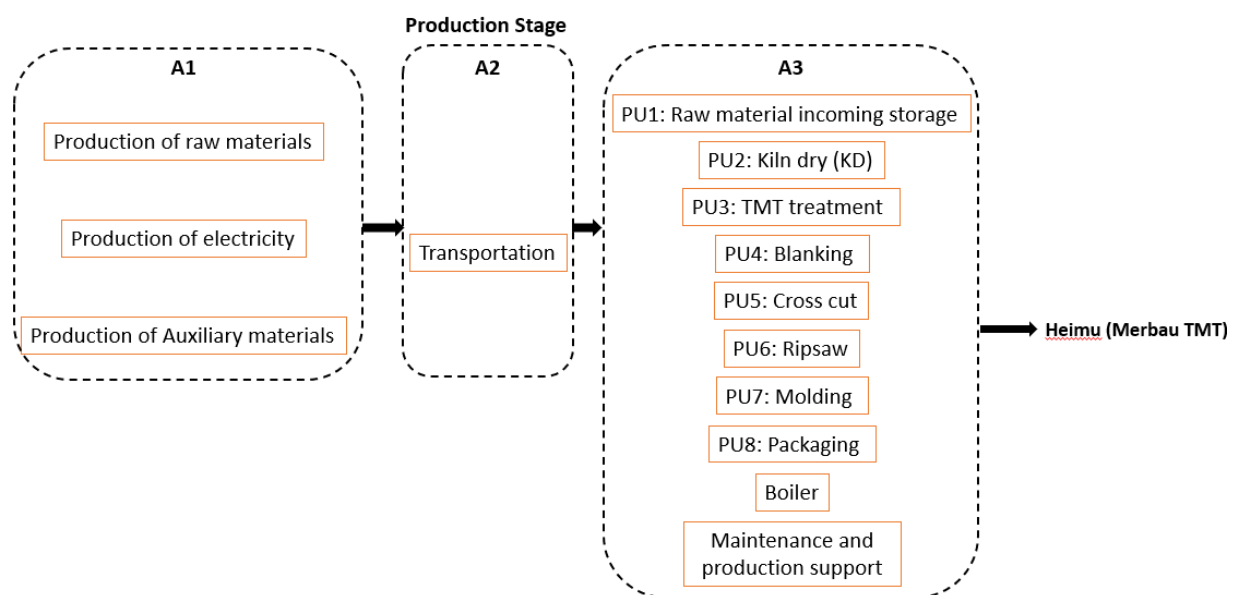 Production Stage
A1
Production of raw materials
Production of electricity
Production of Auxiliary materials
A2
Transportation
A3
PU1: Raw material incoming storage
PU2: Kiln dry (KD)
PU3: TMT treatment
PU4: Blanking
PU5: Cross cut
PU6: Ripsaw
PU7: Molding
PU8: Packaging
Boiler
Maintenance and
production support
Heimu (Merbau TMT)